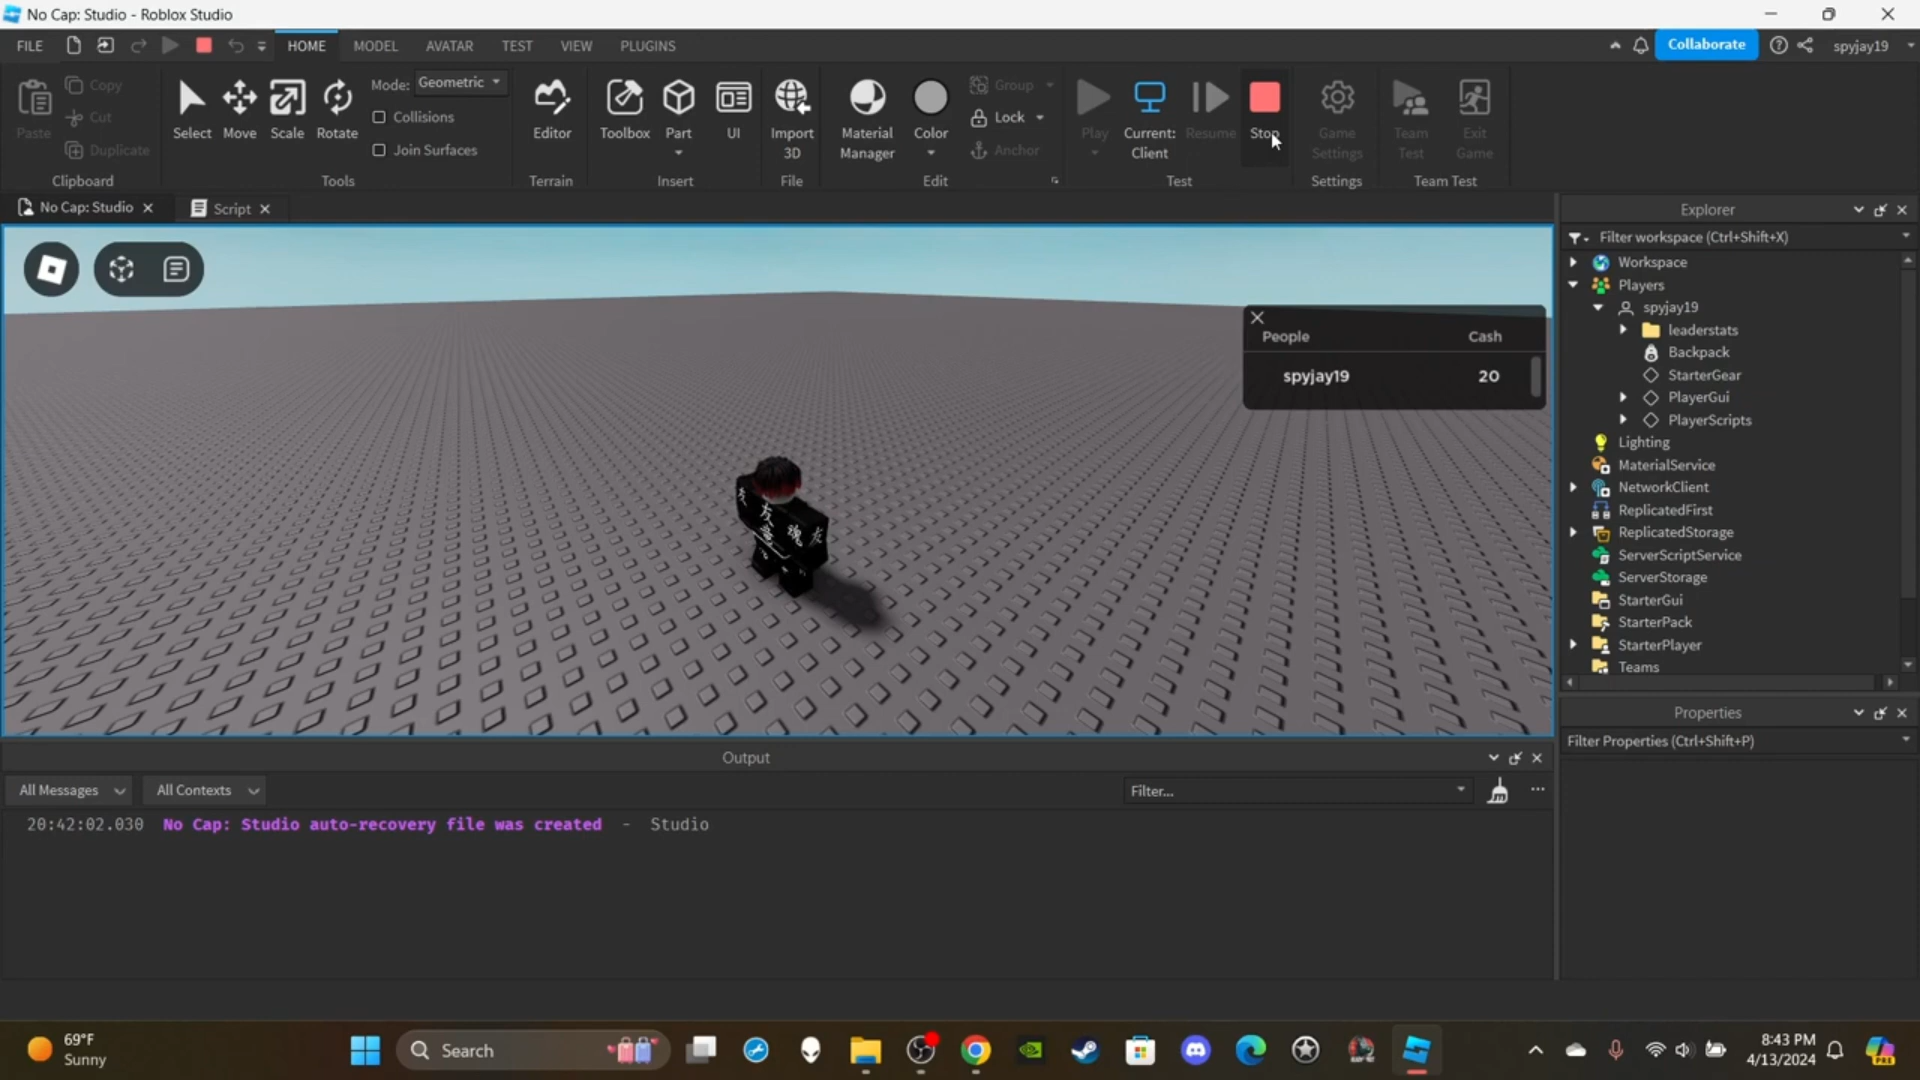 No Cap: Studio - Roblox Studio
FILE HOME MODEL AVATAR TEST VIEW PLUGINS Collaborate spyjay19
Paste Copy Cut Duplicate
Clipboard
Select Move Scale Rotate
Mode: Geometric
Collisions
Join Surfaces
Tools
Editor
Terrain
Toolbox Part UI
Insert
Import 3D
File
Material Manager Color
Group
Lock
Anchor
Edit
Play Current: Client Resume Stop
Test
Game Settings
Settings
Team Test Exit Game
Team Test
No Cap: Studio Script
People Cash
spyjay19 20
友
友
魂
友
Explorer
Filter workspace (Ctrl+Shift+X)
Workspace
Players
spyjay19
leaderstats
Backpack
StarterGear
PlayerGui
PlayerScripts
Lighting
MaterialService
NetworkClient
ReplicatedFirst
ReplicatedStorage
ServerScriptService
ServerStorage
StarterGui
StarterPack
StarterPlayer
Teams
Properties
Filter Properties (Ctrl+Shift+P)
Output
All Messages All Contexts Filter...
20:42:02.030 No Cap: Studio auto-recovery file was created - Studio
69°F
Sunny
Search
8:43 PM
4/13/2024
PRE